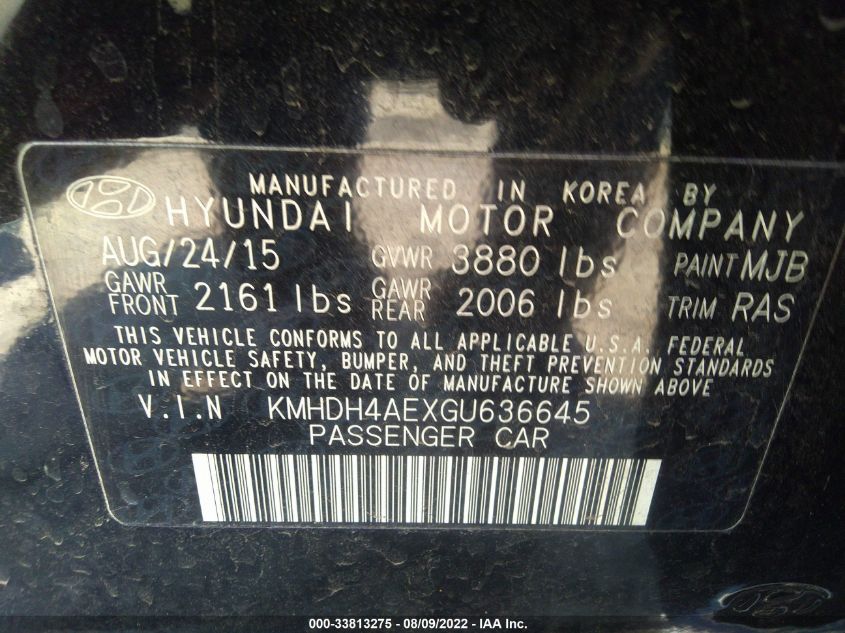 MANUFACTURED IN KOREA BY
HYUNDAI MOTOR COMPANY
AUG/24/15 GVWR 3880 lbs PAINT MJB
GAWR FRONT 2161 lbs GAWR REAR 2006 lbs TRIM RAS
THIS VEHICLE CONFORMS TO ALL APPLICABLE U.S.A. FEDERAL
MOTOR VEHICLE SAFETY, BUMPER, AND THEFT PREVENTION STANDARDS
IN EFFECT ON THE DATE OF MANUFACTURE SHOWN ABOVE
V.I.N KMHDH4AEXGU636645
PASSENGER CAR
000-33813275 - 08/09/2022 - IAA Inc.